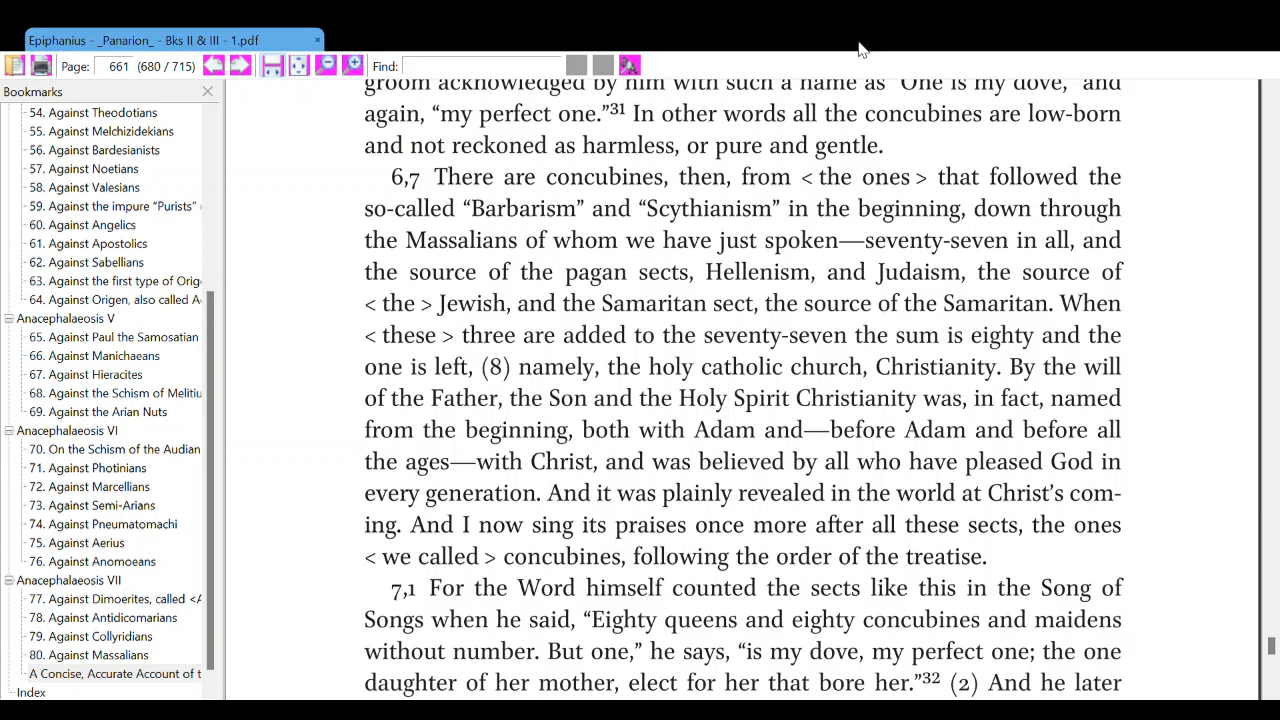 Epiphanius - _Panarion_ - Bks II & III - 1.pdf ×
Page: 661 (680 / 715) Find:
Bookmarks
54. Against Theodotians
55. Against Melchizidekians
56. Against Bardesianists
57. Against Noetians
58. Against Valesians
59. Against the impure “Purists” (
60. Against Angelics
61. Against Apostolics
62. Against Sabellians
63. Against the first type of Orig
64. Against Origen, also called A
Anacephalaeosis V
65. Against Paul the Samosatian
66. Against Manichaeans
67. Against Hieracites
68. Against the Schism of Melitiu
69. Against the Arian Nuts
Anacephalaeosis VI
70. On the Schism of the Audian
71. Against Photinians
72. Against Marcellians
73. Against Semi-Arians
74. Against Pneumatomachi
75. Against Aerius
76. Against Anomoeans
Anacephalaeosis VII
77. Against Dimoerites, called <A
78. Against Antidicomarians
79. Against Collyridians
80. Against Massalians
A Concise, Accurate Account of t
Index
groom acknowledged by him with such a name as “One is my dove,” and
again, “my perfect one.”31 In other words all the concubines are low-born
and not reckoned as harmless, or pure and gentle.
6,7 There are concubines, then, from < the ones > that followed the
so-called “Barbarism” and “Scythianism” in the beginning, down through
the Massalians of whom we have just spoken—seventy-seven in all, and
the source of the pagan sects, Hellenism, and Judaism, the source of
< the > Jewish, and the Samaritan sect, the source of the Samaritan. When
< these > three are added to the seventy-seven the sum is eighty and the
one is left, (8) namely, the holy catholic church, Christianity. By the will
of the Father, the Son and the Holy Spirit Christianity was, in fact, named
from the beginning, both with Adam and—before Adam and before all
the ages—with Christ, and was believed by all who have pleased God in
every generation. And it was plainly revealed in the world at Christ’s com-
ing. And I now sing its praises once more after all these sects, the ones
< we called > concubines, following the order of the treatise.
7,1 For the Word himself counted the sects like this in the Song of
Songs when he said, “Eighty queens and eighty concubines and maidens
without number. But one,” he says, “is my dove, my perfect one; the one
daughter of her mother, elect for her that bore her.”32 (2) And he later